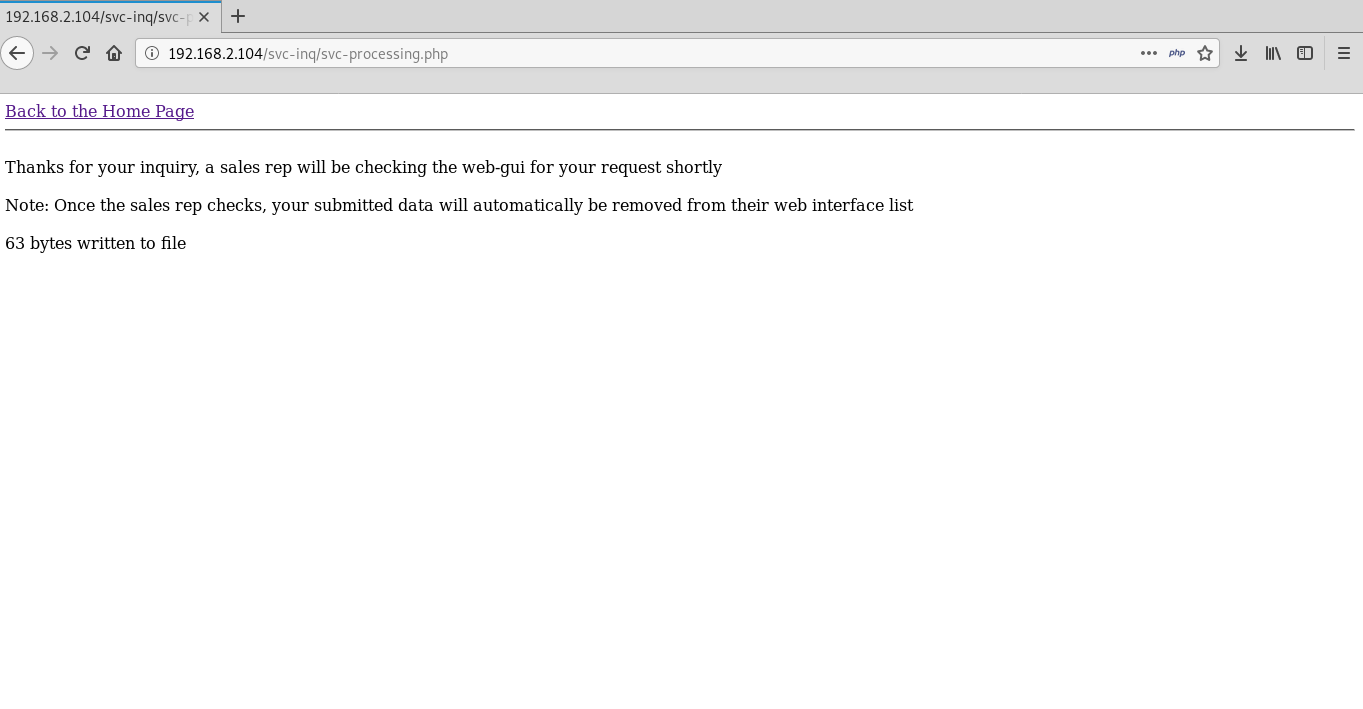 192.168.2.104/svc-inq/svc-p
192.168.2.104/svc-inq/svc-processing.php
php
Back to the Home Page
Thanks for your inquiry, a sales rep will be checking the web-gui for your request shortly
Note: Once the sales rep checks, your submitted data will automatically be removed from their web interface list
63 bytes written to file